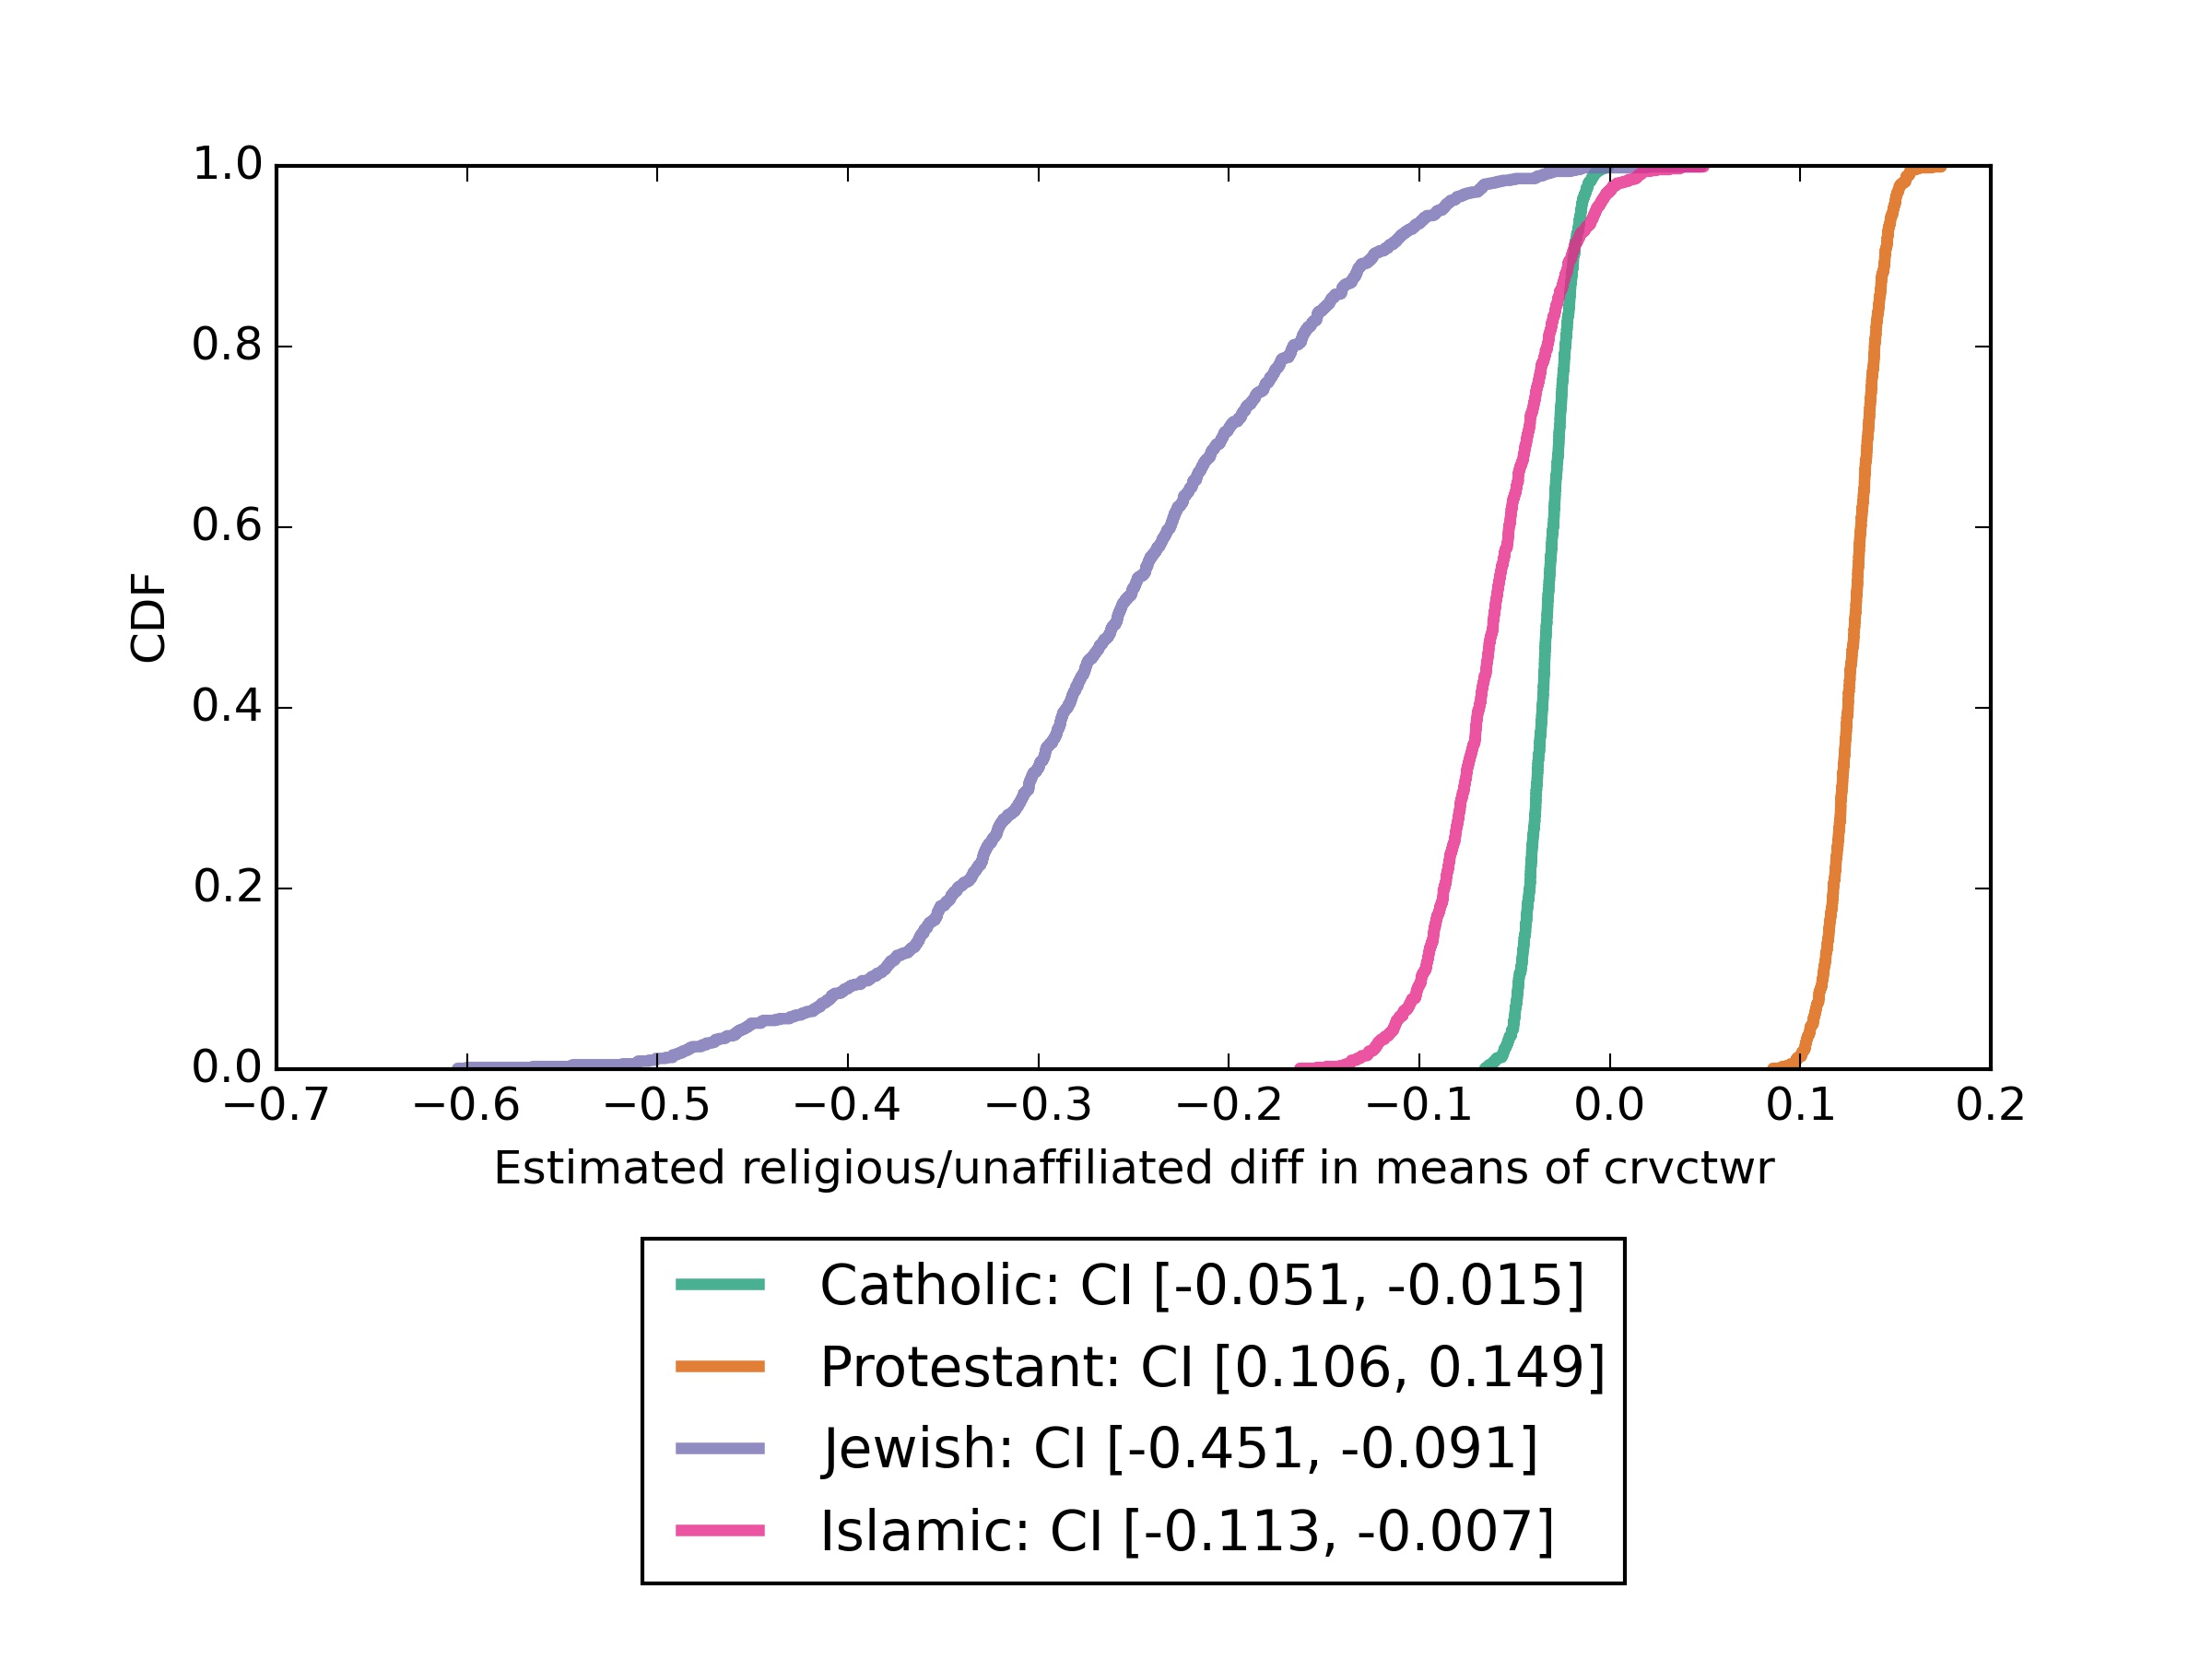 1.0
0.8
0.6
0.4
0.2
0.0
CDF
−0.7 −0.6 −0.5 −0.4 −0.3 −0.2 −0.1 0.0 0.1 0.2
Estimated religious/unaffiliated diff in means of crvctwr
Catholic: CI [-0.051, -0.015]
Protestant: CI [0.106, 0.149]
Jewish: CI [-0.451, -0.091]
Islamic: CI [-0.113, -0.007]